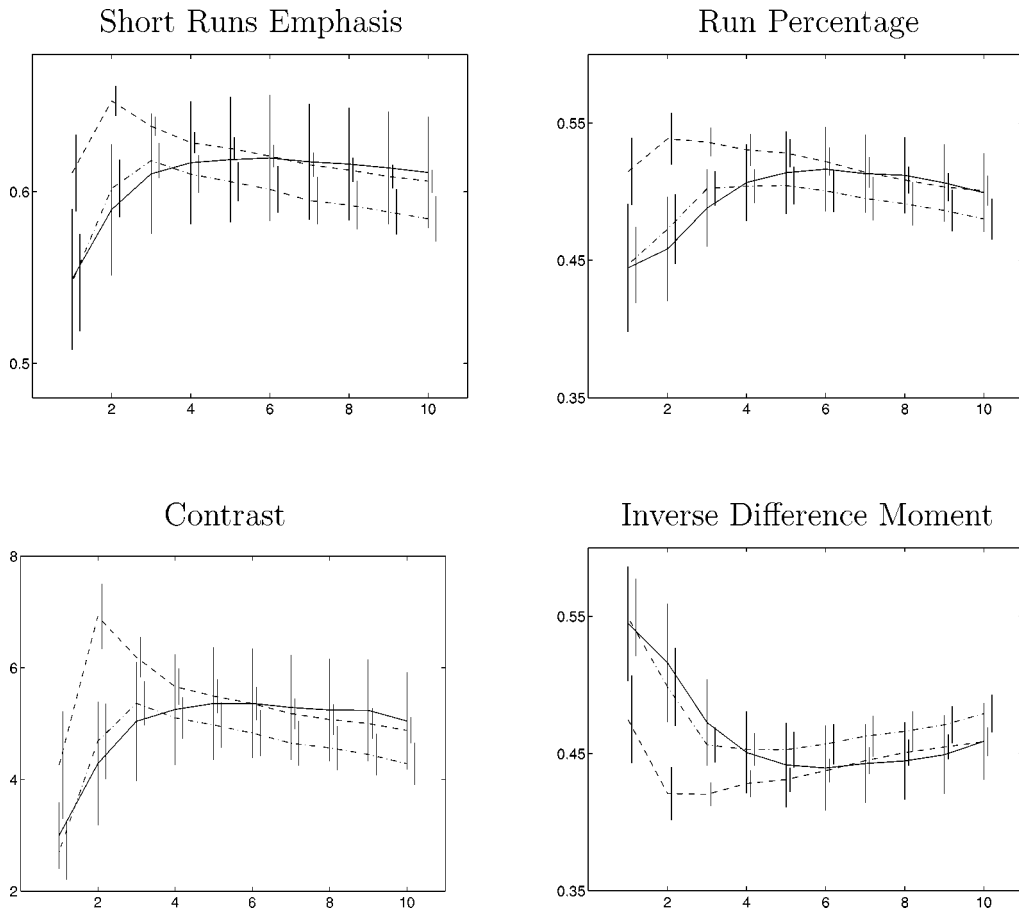 Short Runs Emphasis
0.6
0.5
2 4 6 8 10
Run Percentage
0.55
0.45
0.35
2 4 6 8 10
Contrast
8
6
4
2
2 4 6 8 10
Inverse Difference Moment
0.55
0.45
0.35
2 4 6 8 10